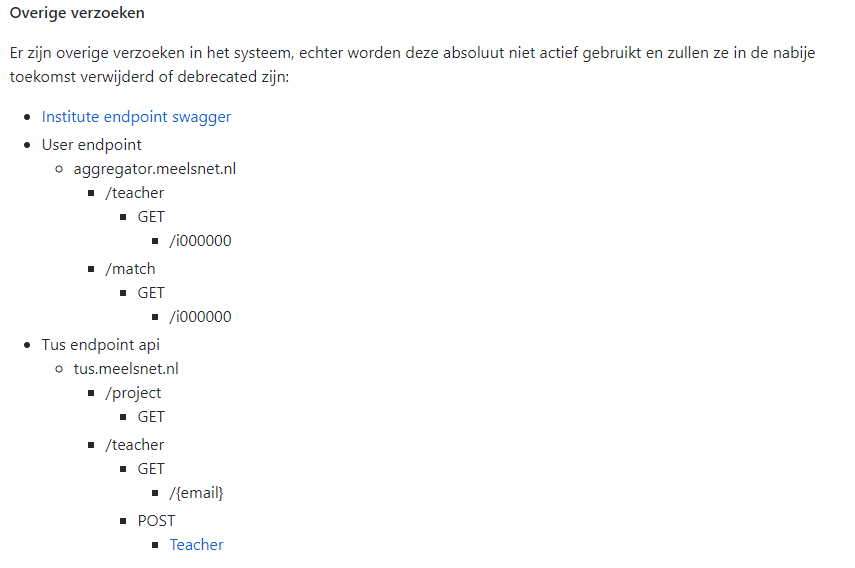 Overige verzoeken
Er zijn overige verzoeken in het systeem, echter worden deze absoluut niet actief gebruikt en zullen ze in de nabije
toekomst verwijderd of debrecated zijn:
Institute endpoint swagger
User endpoint
aggregator.meelsnet.nl
/teacher
GET
/i000000
/match
GET
/i000000
Tus endpoint api
tus.meelsnet.nl
/project
GET
/teacher
GET
/{email}
POST
Teacher